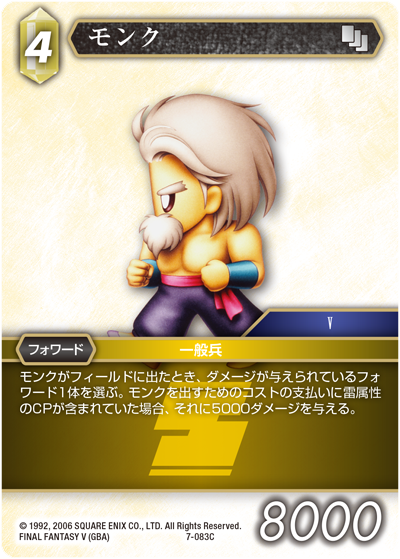 4
モンク
V
フォワード
一般兵
モンクがフィールドに出たとき、ダメージが与えられているフォ
ワード1体を選ぶ。モンクを出すためのコストの支払いに雷属性
のCPが含まれていた場合、それに5000ダメージを与える。
© 1992, 2006 SQUARE ENIX CO., LTD. All Rights Reserved.
FINAL FANTASY V (GBA)
7-083C
8000